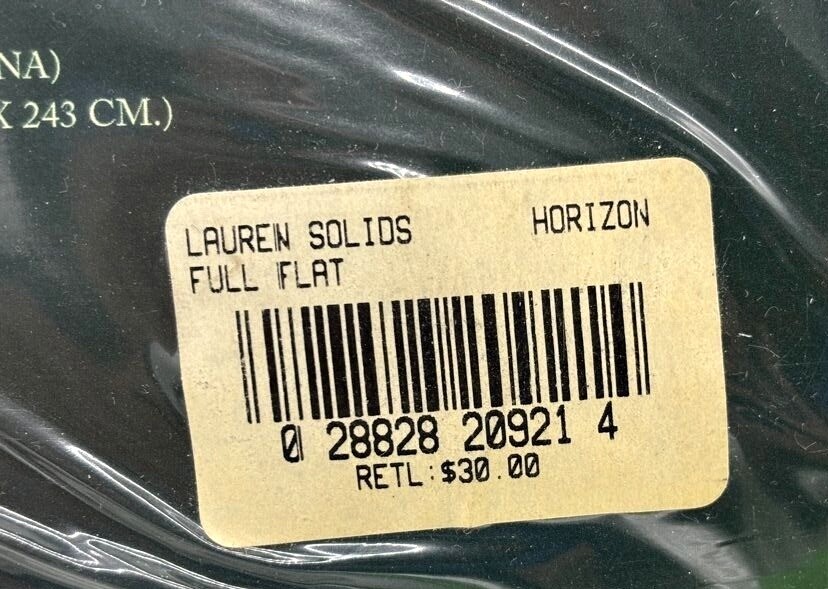 NA)
X 243 CM.)
LAUREN SOLIDS HORIZON
FULL FLAT
0 28828 20921 4
RETL:$30.00